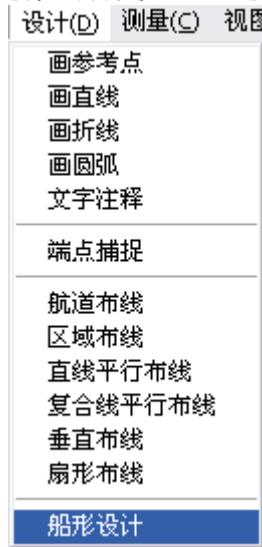 设计(D) 测量(C) 视图
画参考点
画直线
画折线
画圆弧
文字注释
端点捕捉
航道布线
区域布线
直线平行布线
复合线平行布线
垂直布线
扇形布线
船形设计